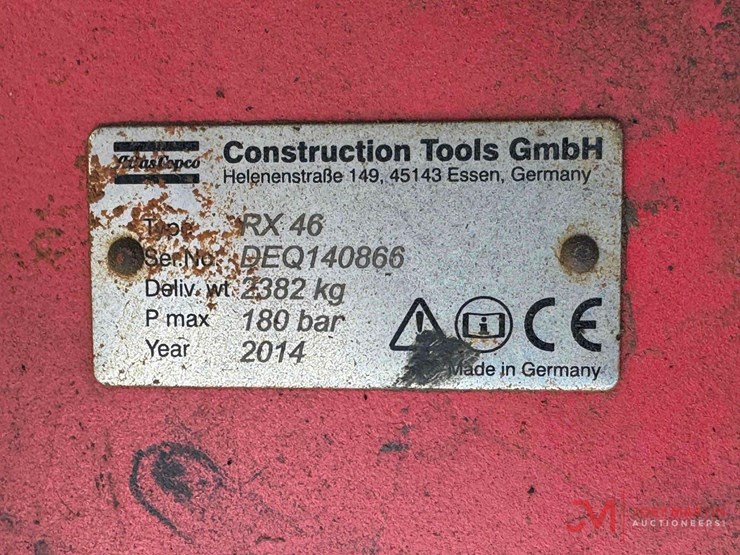 Atlas Copco
Construction Tools GmbH
Helenenstraße 149, 45143 Essen, Germany
Type RX 46
Ser.No. DEQ140866
Deliv. wt. 2382 kg
P max 180 bar
Year 2014
i
CE
Made in Germany
AUCTIONEERS